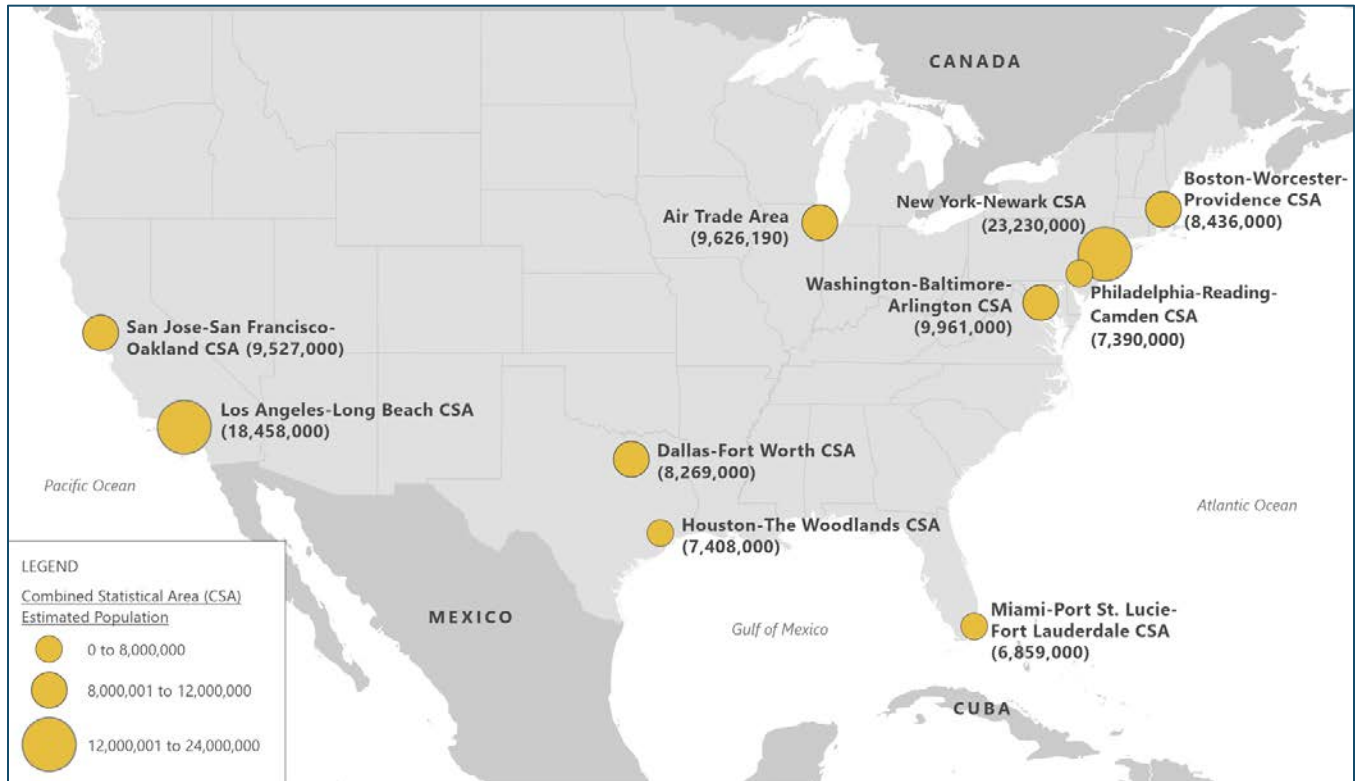 CANADA
Boston-Worcester-
Providence CSA
(8,436,000)
New York-Newark CSA
(23,230,000)
Air Trade Area
(9,626,190)
Washington-Baltimore-
Arlington CSA
(9,961,000)
Philadelphia-Reading-
Camden CSA
(7,390,000)
San Jose-San Francisco-
Oakland CSA (9,527,000)
Los Angeles-Long Beach CSA
(18,458,000)
Dallas-Fort Worth CSA
(8,269,000)
Pacific Ocean
Atlantic Ocean
Houston-The Woodlands CSA
(7,408,000)
MEXICO
Gulf of Mexico
Miami-Port St. Lucie-
Fort Lauderdale CSA
(6,859,000)
CUBA
LEGEND
Combined Statistical Area (CSA)
Estimated Population
0 to 8,000,000
8,000,001 to 12,000,000
12,000,001 to 24,000,000